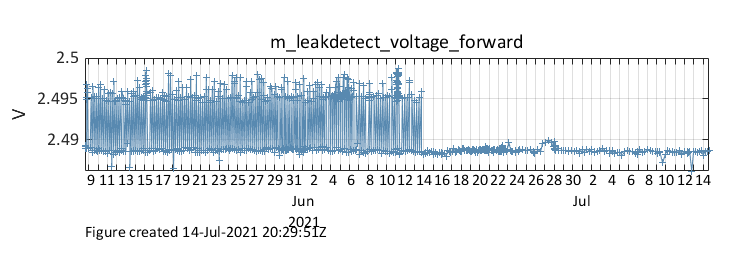 m_leakdetect_voltage_forward
2.5
2.495
2.49
V
9 11 13 15 17 19 21 23 25 27 29 31 2 4 6 8 10 12 14 16 18 20 22 24 26 28 30 2 4 6 8 10 12 14
Jun Jul
2021
Figure created 14-Jul-2021 20:29:51Z